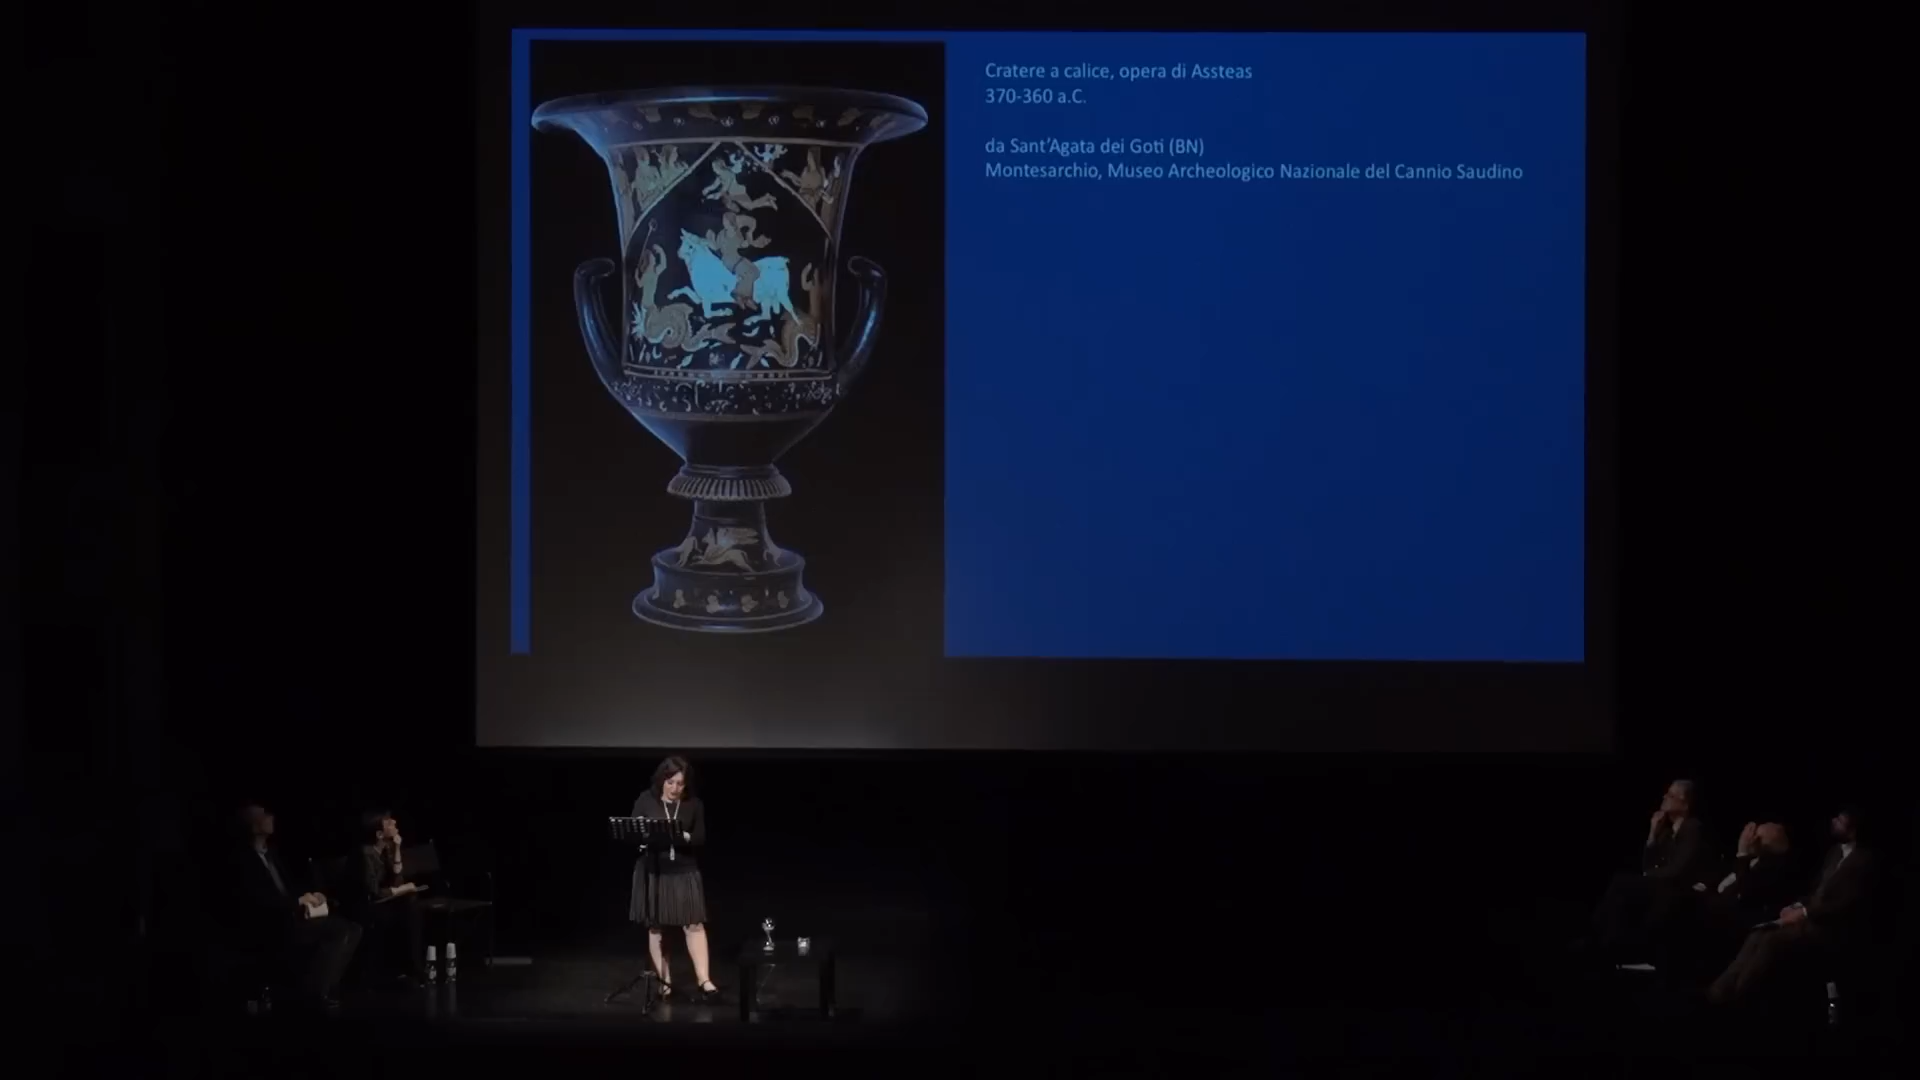 Cratere a calice, opera di Assteas
370-360 a.C.
da Sant'Agata dei Goti (BN)
Montesarchio, Museo Archeologico Nazionale del Cannio Saudino